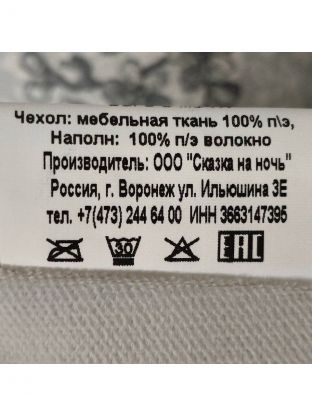 Чехол: мебельная ткань 100% п\э,
Наполн: 100% п/э волокно
Производитель: ООО "Сказка на ночь"
Россия, г. Воронеж ул. Ильюшина 3Е
тел. +7(473) 244 64 00 ИНН 3663147395
30 ЕАС